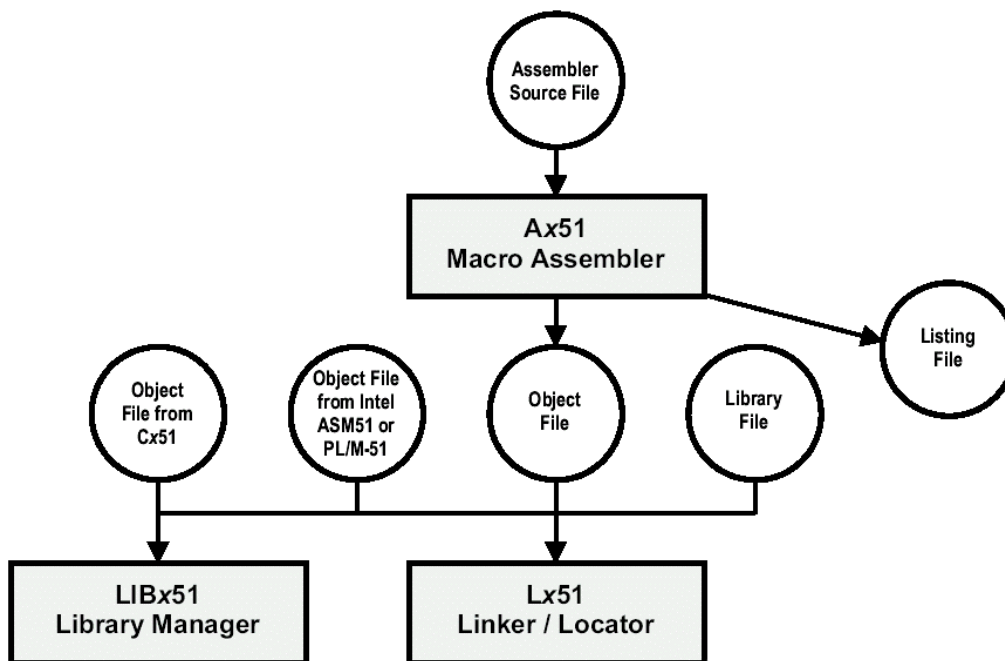 Assembler
Source File
Ax51
Macro Assembler
Listing
File
Object
File from
Cx51
Object File
from Intel
ASM51 or
PL/M-51
Object
File
Library
File
LIBx51
Library Manager
Lx51
Linker / Locator